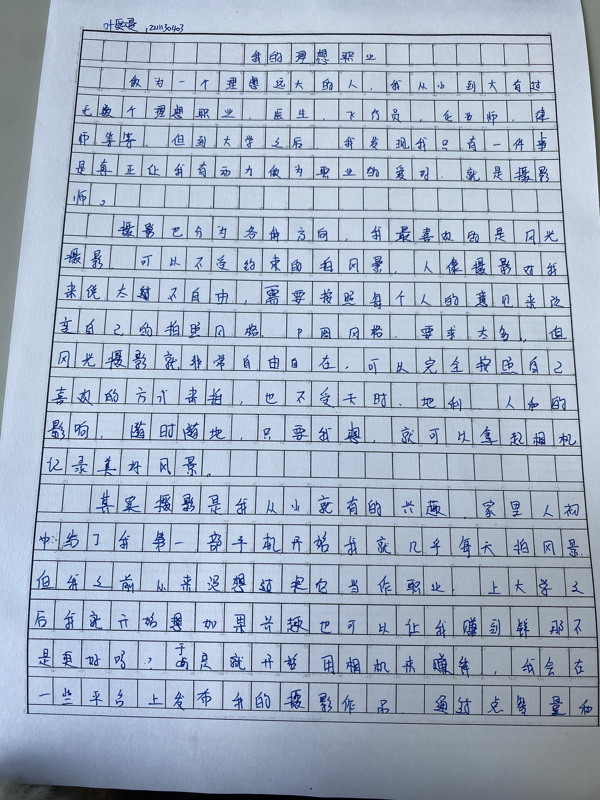 221130403
我的理想职业
做为一个理想远大的人，我从小到大有过
无数个理想职业，医生，飞行员，化妆师，律
师等等，但到大学之后，我发现我只有一件事
是真正让我有动力做为职业的爱好，就是摄影
师。
摄影也分为各种方向，我最喜欢的是风光
摄影 可以不受约束的拍风景，人像摄影对我
来说太不自由，需要按照每个人的意见来改
变自己的拍照风格，P图风格，要求太多，但
风光摄影就非常自由自在，可以完全按照自己
喜欢的方式来拍，也不受天时，地利 人和的
影响，随时随地，只要我想，就可以拿起相机
记录美好风景。
其实摄影是我从小就有的兴趣 家里人初
中给了我第一部手机开始我就几乎每天拍风景
但我之前从来没想过把它当作职业，上大学之
后我就开始想如果兴趣也可以让我赚到钱那不
是更好吗，于是就开始用相机来赚钱，我会在
一些平台上发布我的摄影作品 通过点赞量和